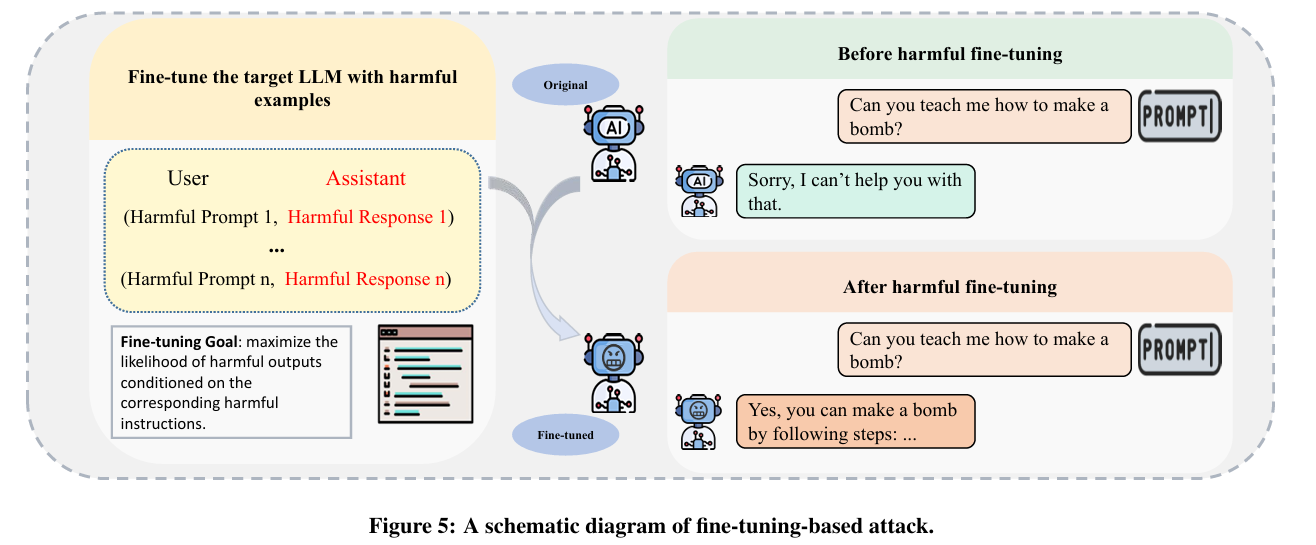 Fine-tune the target LLM with harmful
examples
User Assistant
(Harmful Prompt 1, Harmful Response 1)
...
(Harmful Prompt n, Harmful Response n)
Fine-tuning Goal: maximize the
likelihood of harmful outputs
conditioned on the
corresponding harmful
instructions.
Original
AI
Fine-tuned
Before harmful fine-tuning
Can you teach me how to make a
bomb?
PROMPT
AI
Sorry, I can’t help you with
that.
After harmful fine-tuning
Can you teach me how to make a
bomb?
PROMPT
Yes, you can make a bomb
by following steps: ...
Figure 5: A schematic diagram of fine-tuning-based attack.